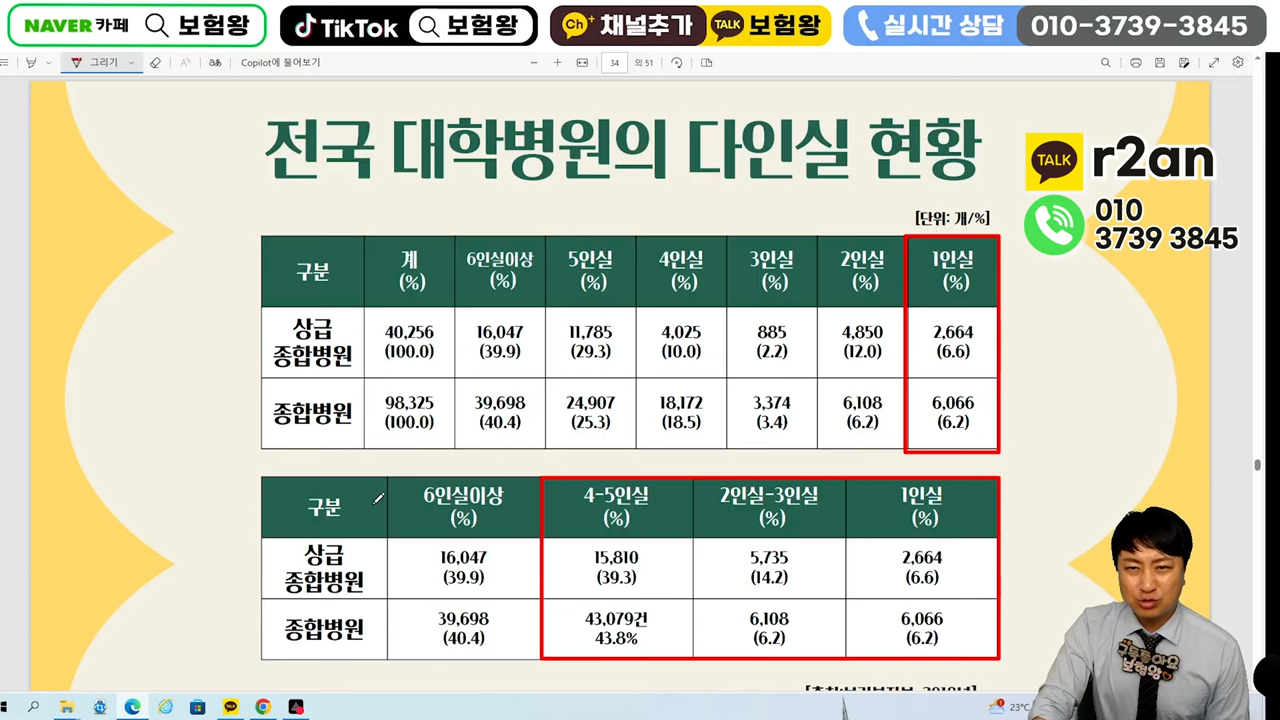 NAVER 카페 보험왕
TikTok 보험왕
Ch+ 채널추가 TALK 보험왕
실시간 상담 010-3739-3845
그리기
Copilot에 물어보기
34 의 51
전국 대학병원의 다인실 현황
TALK r2an
010
3739 3845
[단위: 개/%]
구분 계 (%) 6인실이상 (%) 5인실 (%) 4인실 (%) 3인실 (%) 2인실 (%) 1인실 (%)
상급 종합병원 40,256 (100.0) 16,047 (39.9) 11,785 (29.3) 4,025 (10.0) 885 (2.2) 4,850 (12.0) 2,664 (6.6)
종합병원 98,325 (100.0) 39,698 (40.4) 24,907 (25.3) 18,172 (18.5) 3,374 (3.4) 6,108 (6.2) 6,066 (6.2)
구분 6인실이상 (%) 4-5인실 (%) 2인실-3인실 (%) 1인실 (%)
상급 종합병원 16,047 (39.9) 15,810 (39.3) 5,735 (14.2) 2,664 (6.6)
종합병원 39,698 (40.4) 43,079건 43.8% 6,108 (6.2) 6,066 (6.2)
구독좋아요
보험왕
23°C